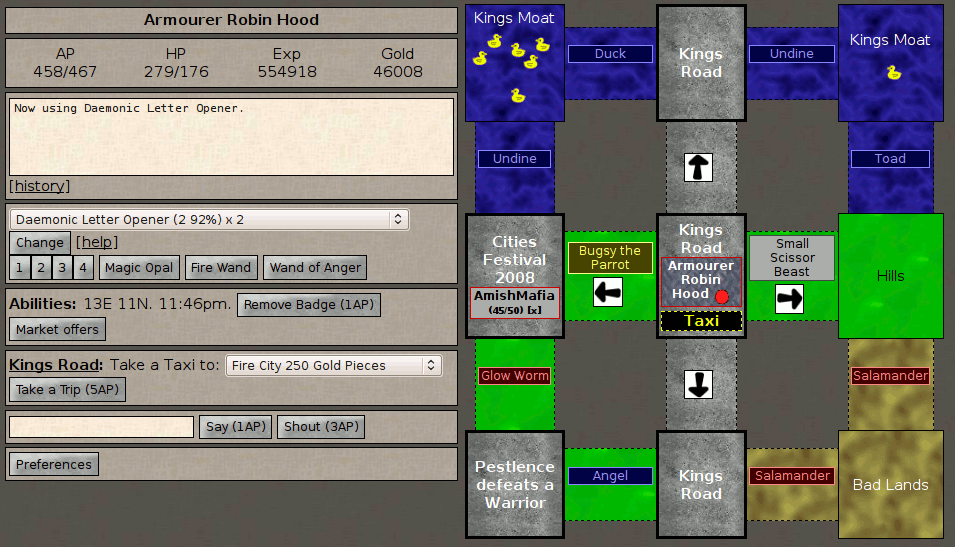 Armourer Robin Hood
AP HP Exp Gold
458/467 279/176 554918 46008
Now using Daemonic Letter Opener.
[history]
Daemonic Letter Opener (2 92%) x 2
Change [help]
1 2 3 4 Magic Opal Fire Wand Wand of Anger
Abilities: 13E 11N. 11:46pm. Remove Badge (1AP)
Market offers
Kings Road: Take a Taxi to: Fire City 250 Gold Pieces
Take a Trip (5AP)
Say (1AP) Shout (3AP)
Preferences
Kings Moat
Duck
Kings
Road
Undine
Kings Moat
Undine
Toad
Cities
Festival
2008
AmishMafia
(45/50) [x]
Bugsy the
Parrot
Kings
Road
Armourer
Robin
Hood
Taxi
Small
Scissor
Beast
Hills
Glow Worm
Salamander
Pestlence
defeats a
Warrior
Angel
Kings
Road
Salamander
Bad Lands